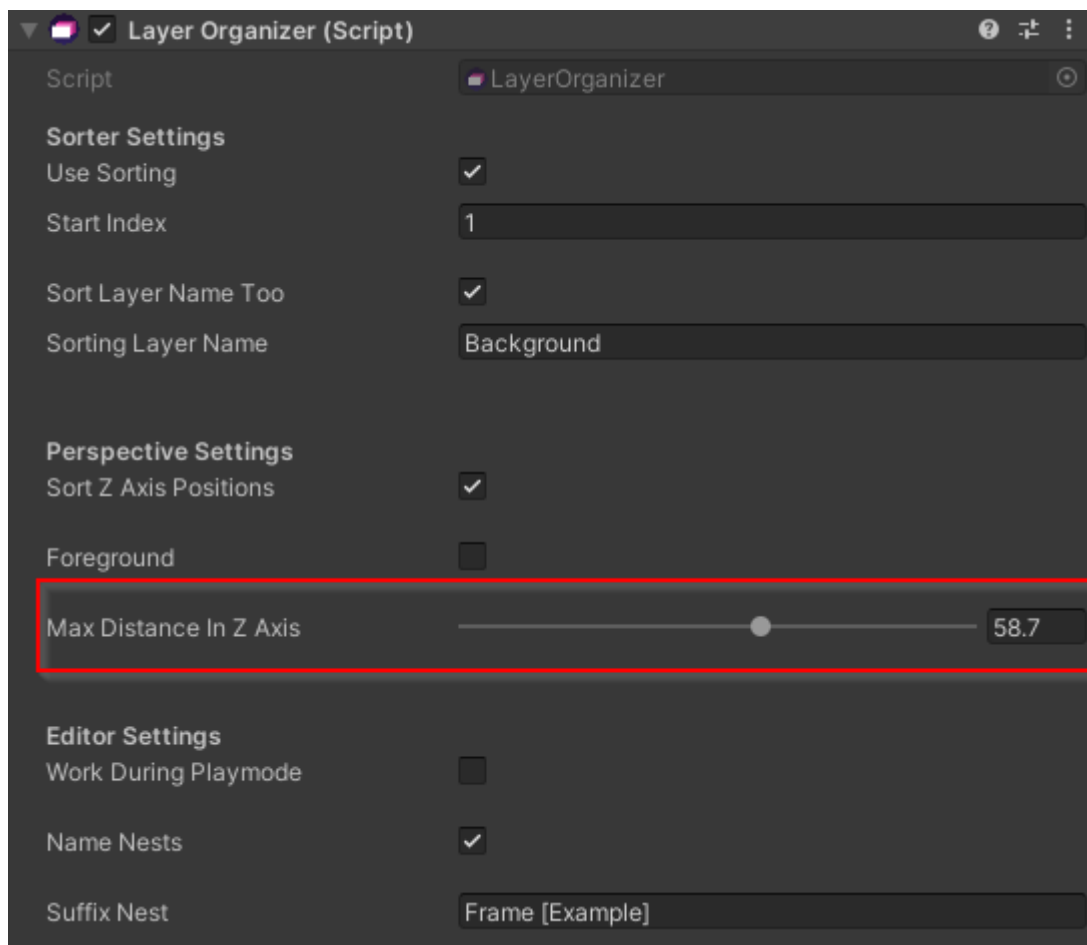 Layer Organizer (Script)
Script LayerOrganizer
Sorter Settings
Use Sorting
Start Index 1
Sort Layer Name Too
Sorting Layer Name Background
Perspective Settings
Sort Z Axis Positions
Foreground
Max Distance In Z Axis 58.7
Editor Settings
Work During Playmode
Name Nests
Suffix Nest Frame [Example]